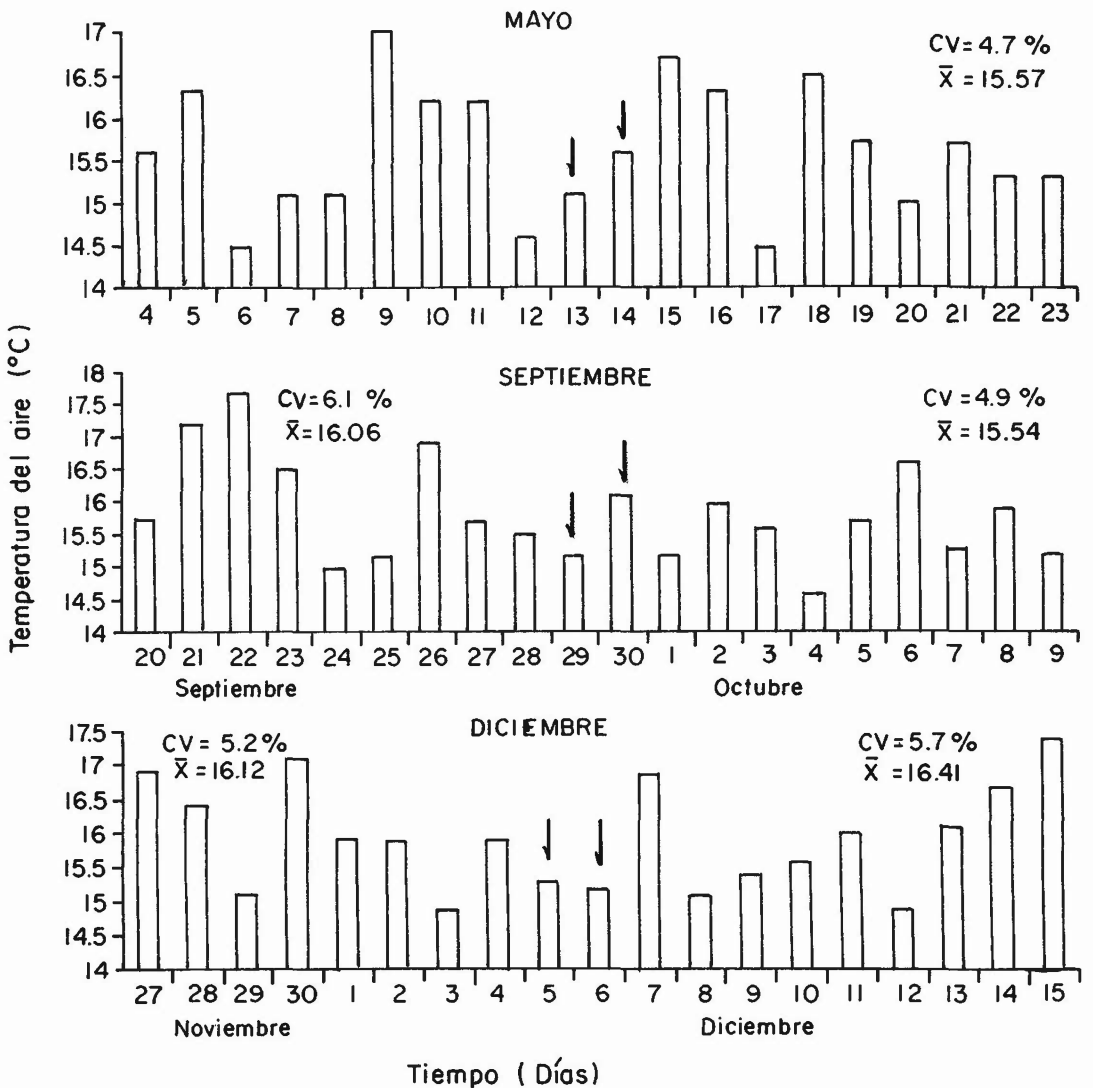 MAYO
CV=4.7 %
X̅ =15.57
17
16.5
16
15.5
15
14.5
14
4 5 6 7 8 9 10 11 12 13 14 15 16 17 18 19 20 21 22 23
Temperatura del aire (°C)
SEPTIEMBRE
CV=6.1 %
X̅=16.06
CV=4.9 %
X̅ =15.54
18
17.5
17
16.5
16
15.5
15
14.5
14
20 21 22 23 24 25 26 27 28 29 30 1 2 3 4 5 6 7 8 9
Septiembre Octubre
DICIEMBRE
CV= 5.2%
X̅ =16.12
CV=5.7 %
X̅ =16.41
17.5
17
16.5
16
15.5
15
14.5
14
27 28 29 30 1 2 3 4 5 6 7 8 9 10 11 12 13 14 15
Noviembre Diciembre
Tiempo (Días)